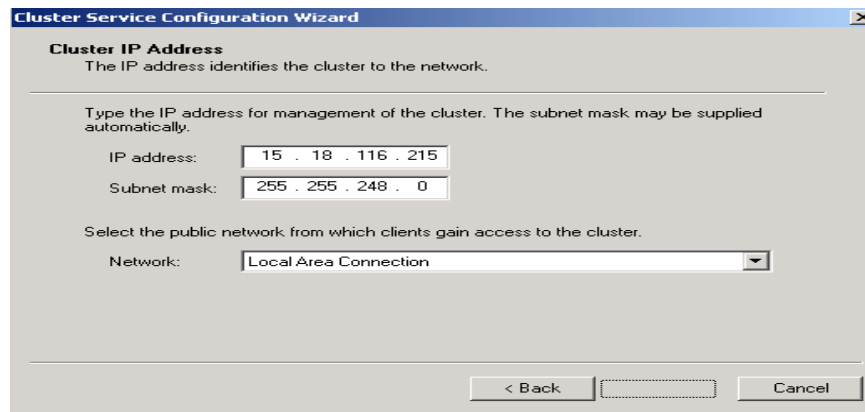 Cluster Service Configuration Wizard
Cluster IP Address
The IP address identifies the cluster to the network.
Type the IP address for management of the cluster. The subnet mask may be supplied
automatically.
IP address: 15 . 18 . 116 . 215
Subnet mask: 255 . 255 . 248 . 0
Select the public network from which clients gain access to the cluster.
Network: Local Area Connection
< Back Cancel